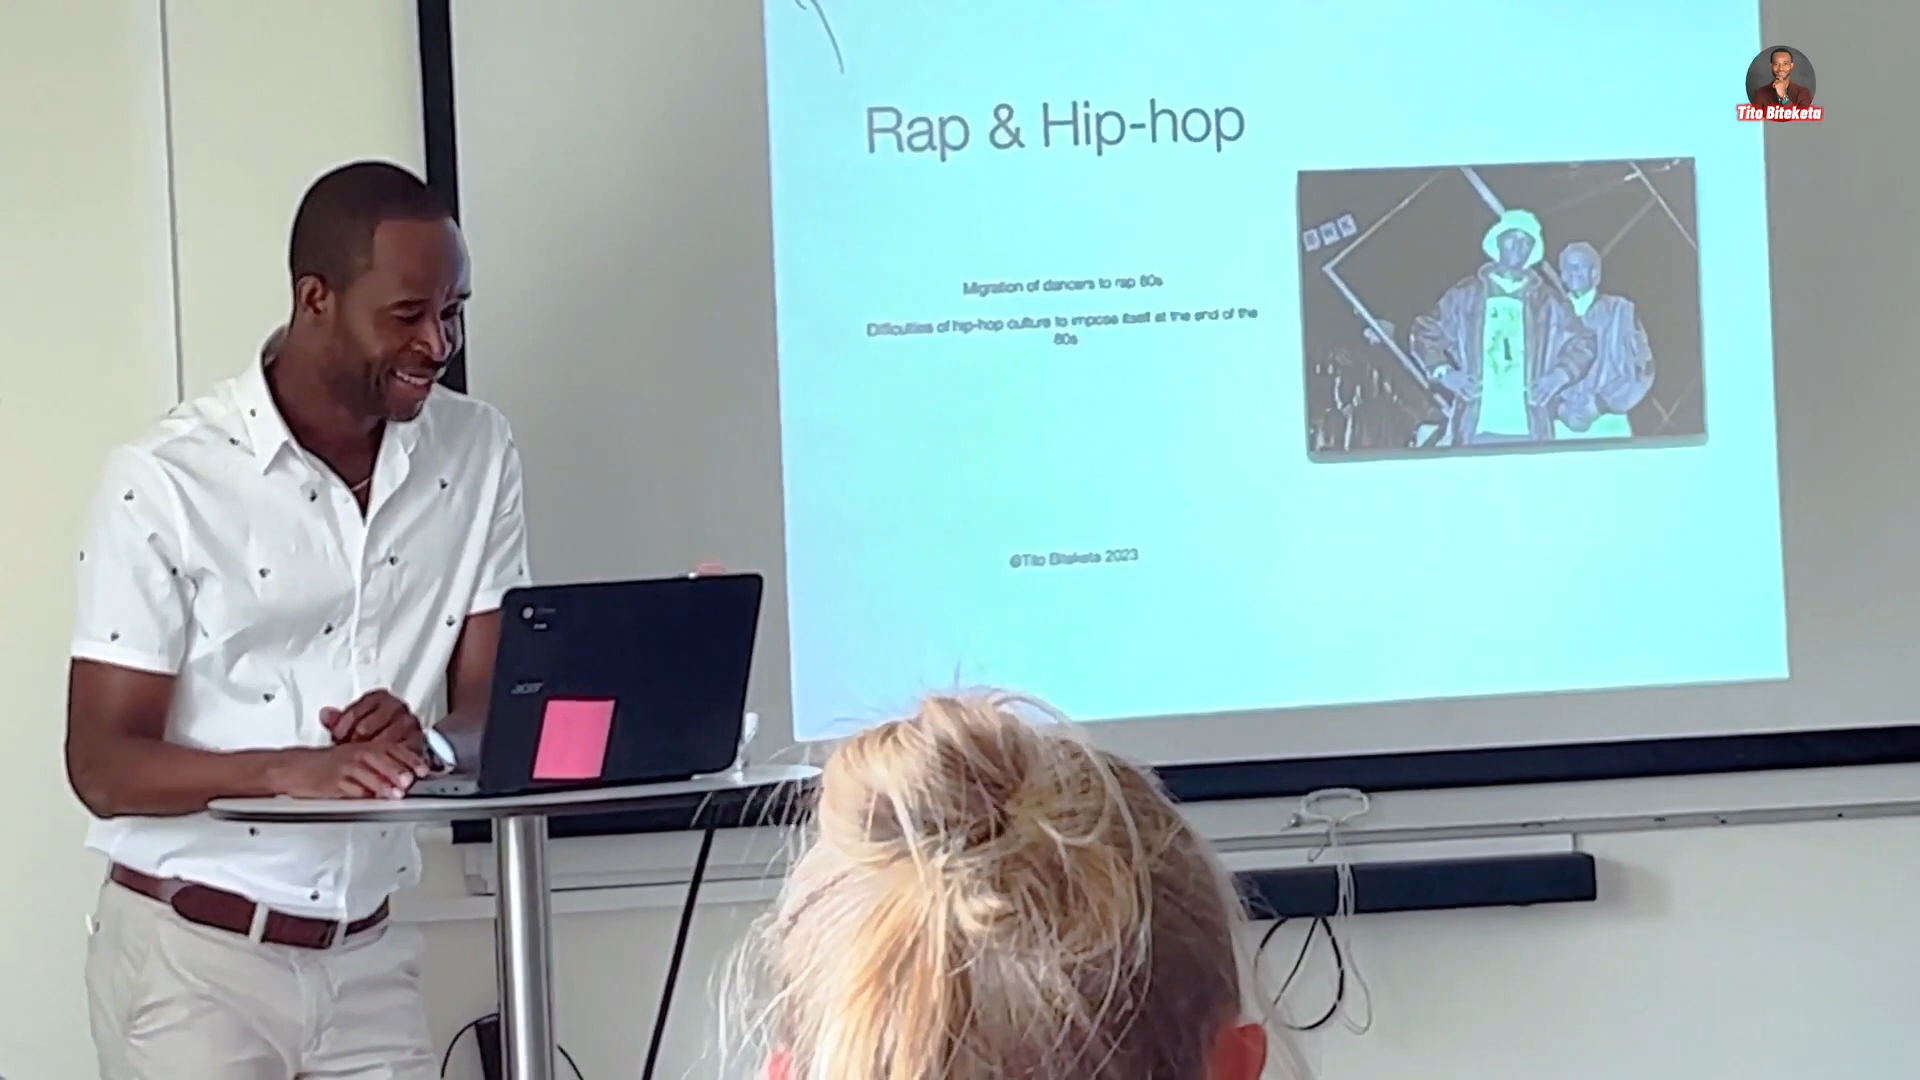 Tito Biteketa
Rap & Hip-hop
Migration of dancers to rap 80s
Difficulties of hip-hop culture to impose itself at the end of the
80s
@Tito Biteketa 2023
acer